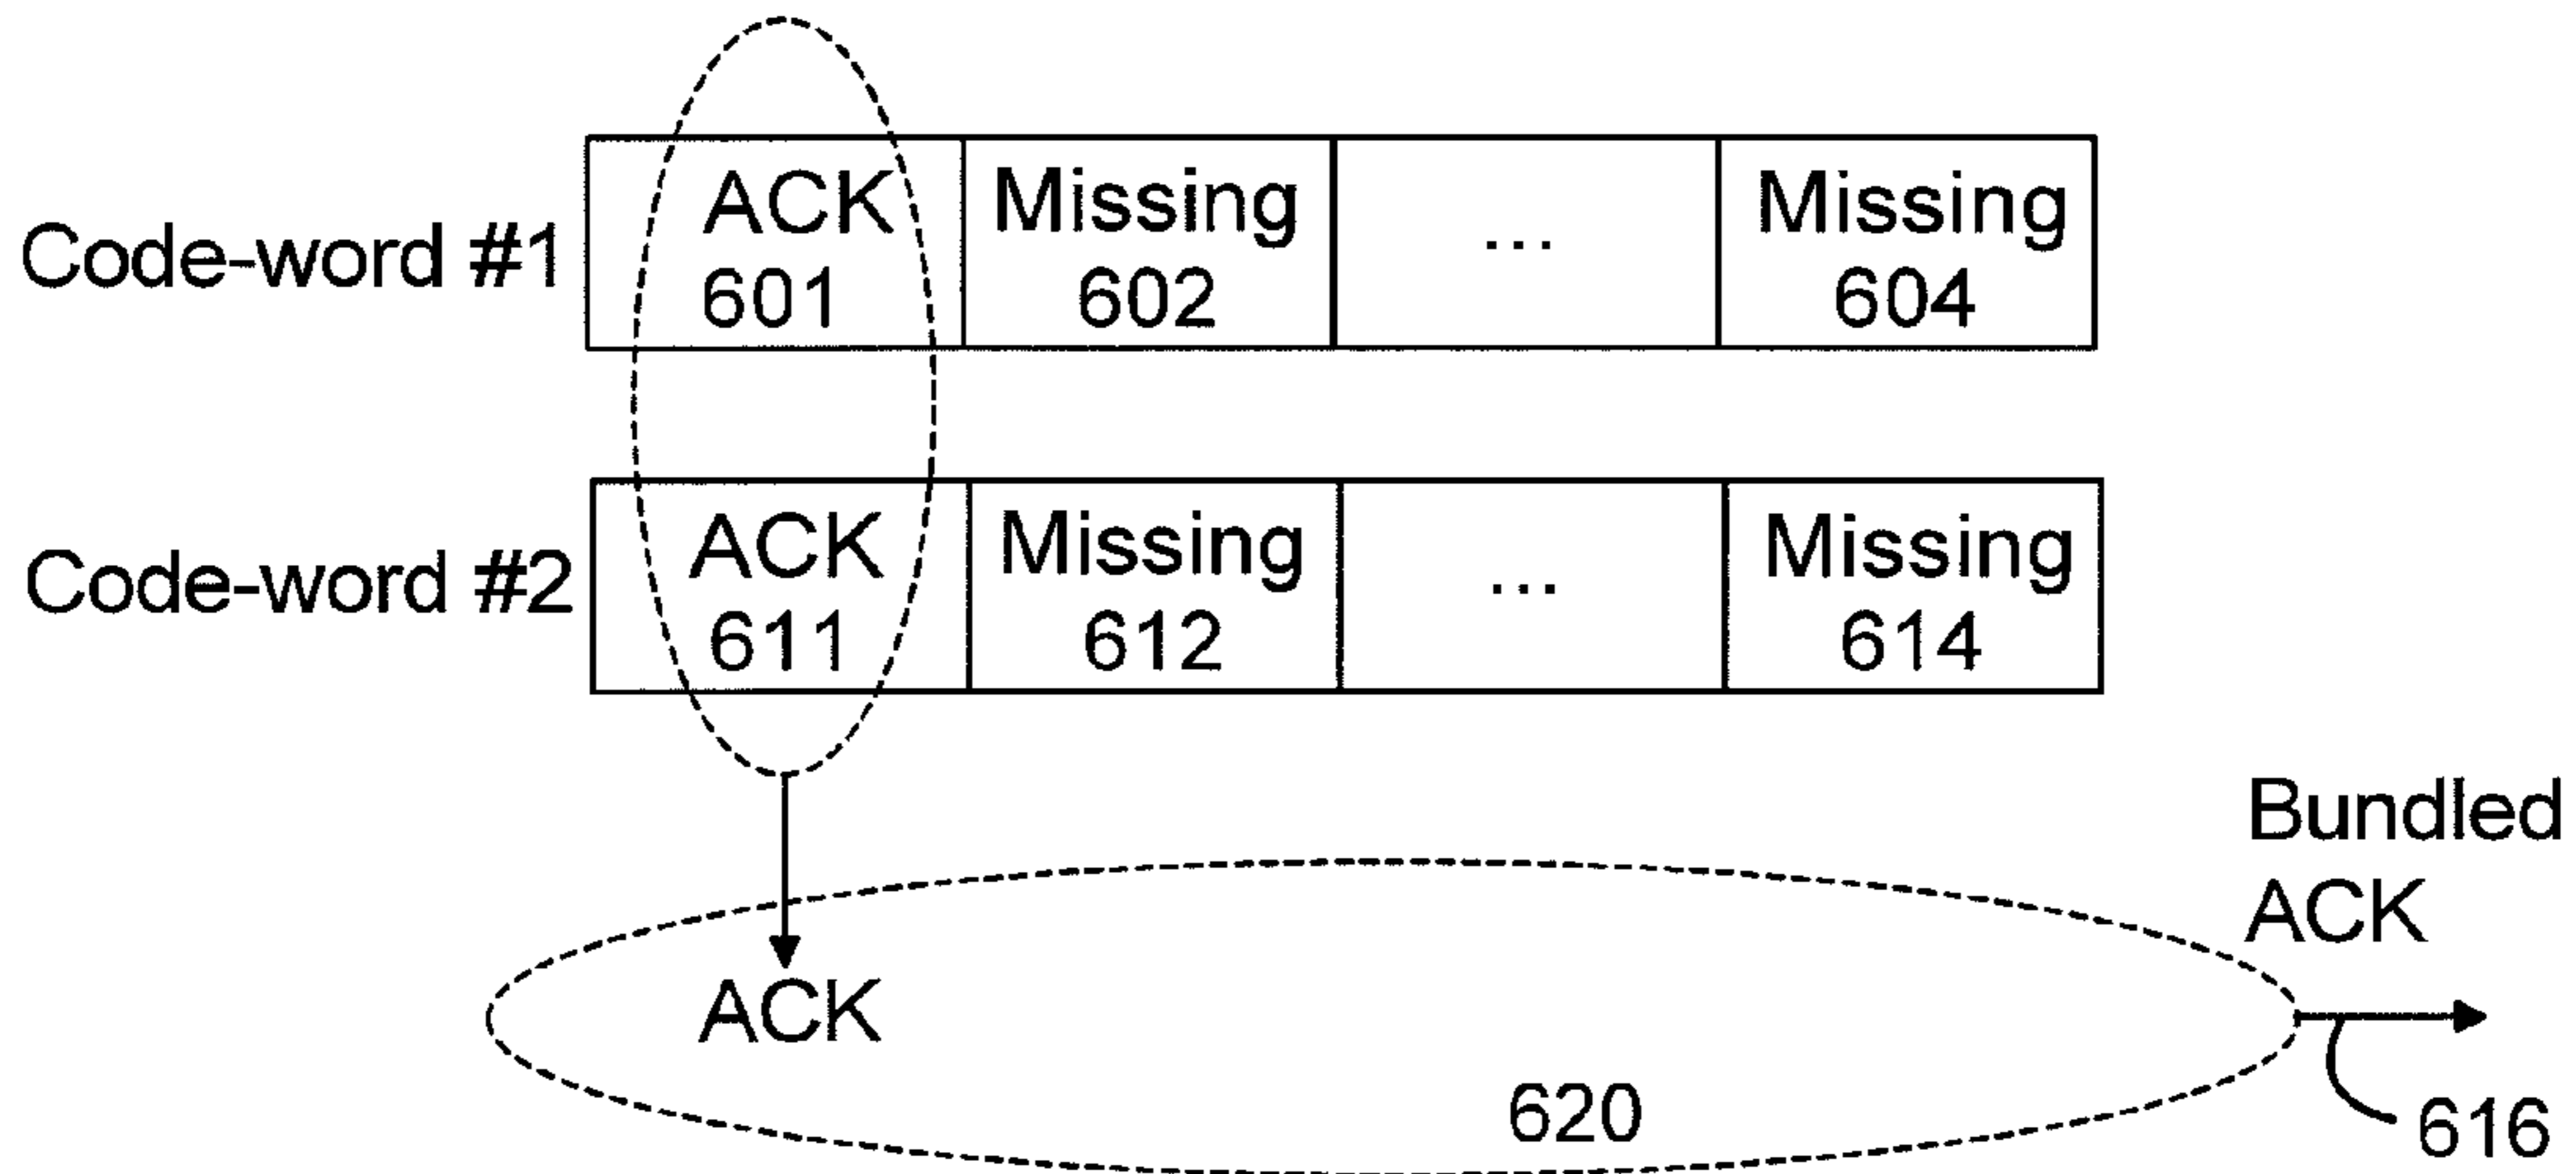 Code-word #1
ACK
601
Missing
602
...
Missing
604
Code-word #2
ACK
611
Missing
612
...
Missing
614
Bundled
ACK
ACK
620
616